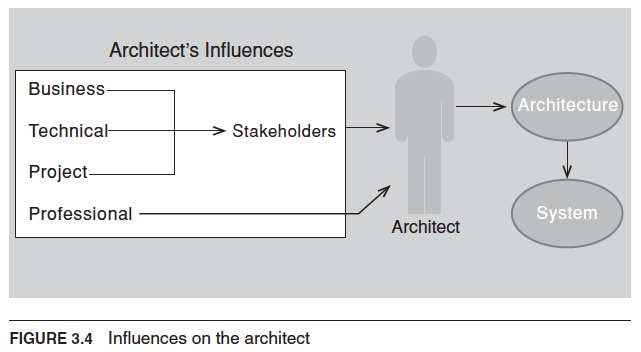 Architect's Influences
Business
Technical
Stakeholders
Project
Professional
Architect
Architecture
System
FIGURE 3.4 Influences on the architect